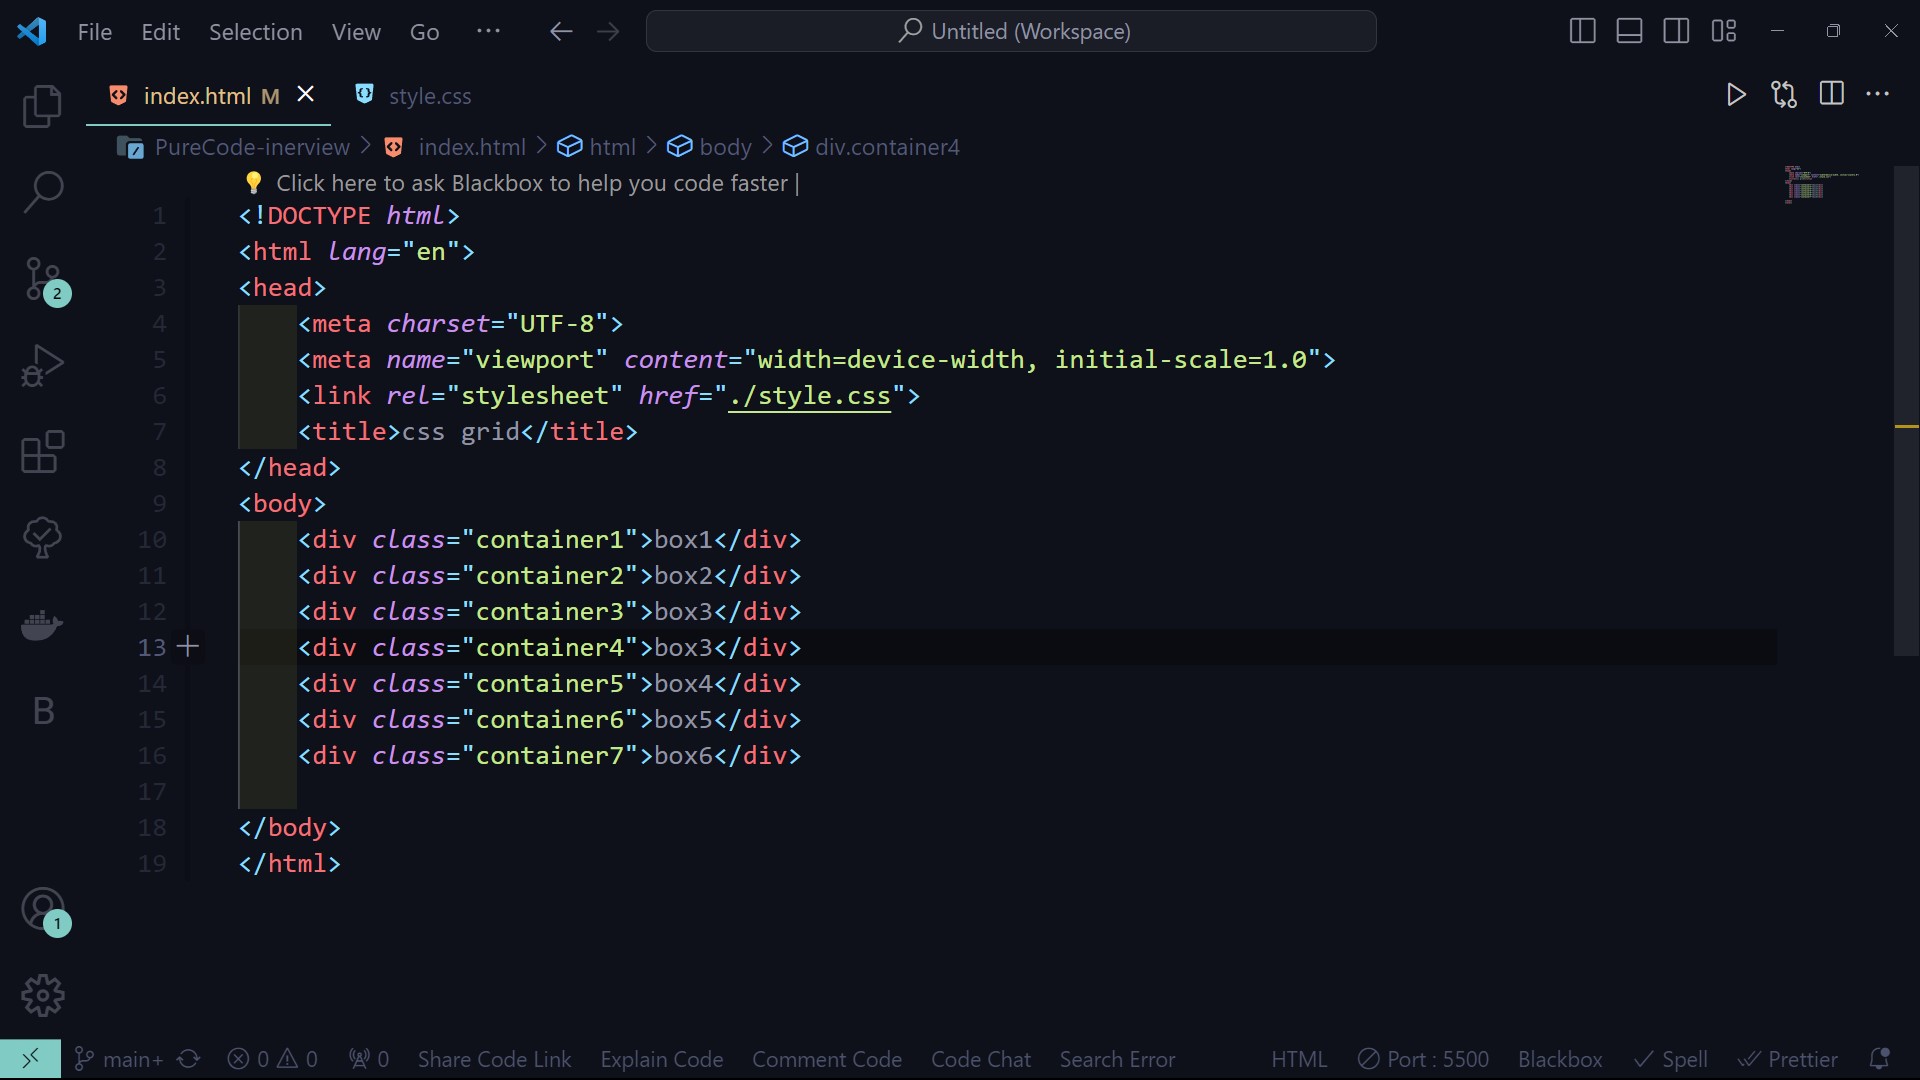 File Edit Selection View Go ··· Untitled (Workspace)
index.html M style.css
PureCode-inerview > index.html > html > body > div.container4
Click here to ask Blackbox to help you code faster |
1 <!DOCTYPE html>
2 <html lang="en">
3 <head>
4 <meta charset="UTF-8">
5 <meta name="viewport" content="width=device-width, initial-scale=1.0">
6 <link rel="stylesheet" href="./style.css">
7 <title>css grid</title>
8 </head>
9 <body>
10 <div class="container1">box1</div>
11 <div class="container2">box2</div>
12 <div class="container3">box3</div>
13 <div class="container4">box3</div>
14 <div class="container5">box4</div>
15 <div class="container6">box5</div>
16 <div class="container7">box6</div>
17
18 </body>
19 </html>
2
B
1
main+ 0 0 0 Share Code Link Explain Code Comment Code Code Chat Search Error HTML Port : 5500 Blackbox Spell Prettier